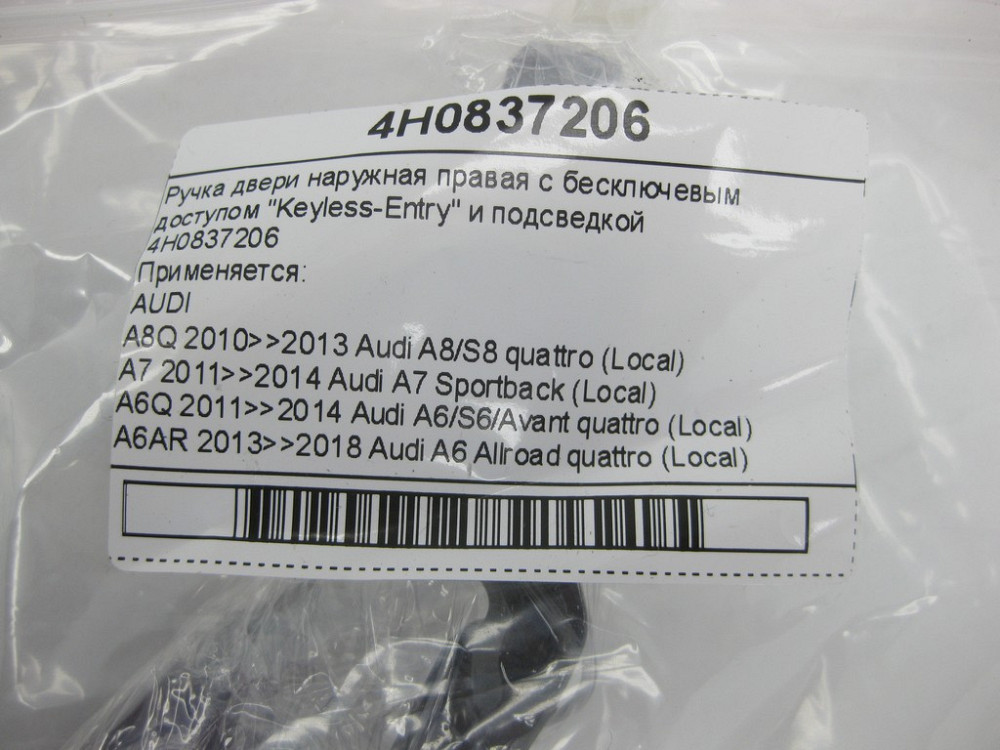 4H0837206
Ручка двери наружная правая с бесключевым
доступом "Keyless-Entry" и подсведкой
4H0837206
Применяется:
AUDI
A8Q 2010>>2013 Audi A8/S8 quattro (Local)
A7 2011>>2014 Audi A7 Sportback (Local)
A6Q 2011>>2014 Audi A6/S6/Avant quattro (Local)
A6AR 2013>>2018 Audi A6 Allroad quattro (Local)